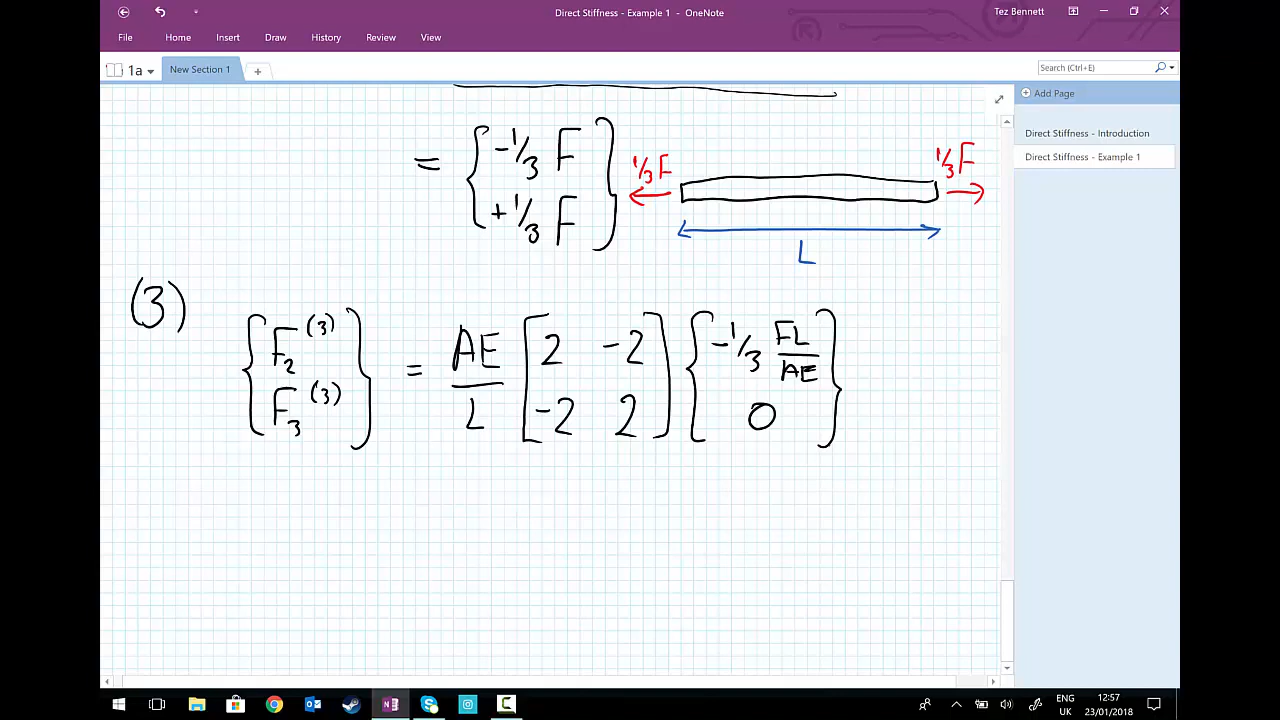 Direct Stiffness - Example 1 - OneNote
Tez Bennett
File Home Insert Draw History Review View
1a New Section 1 +
Search (Ctrl+E)
Add Page
Direct Stiffness - Introduction
Direct Stiffness - Example 1
= { -1/3 F
+1/3 F }
1/3 F 1/3 F
L
(3)
{ F2^(3)
F3^(3) } = AE/L [ 2 -2
-2 2 ] { -1/3 FL/AE
0 }
ENG
UK
12:57
23/01/2018